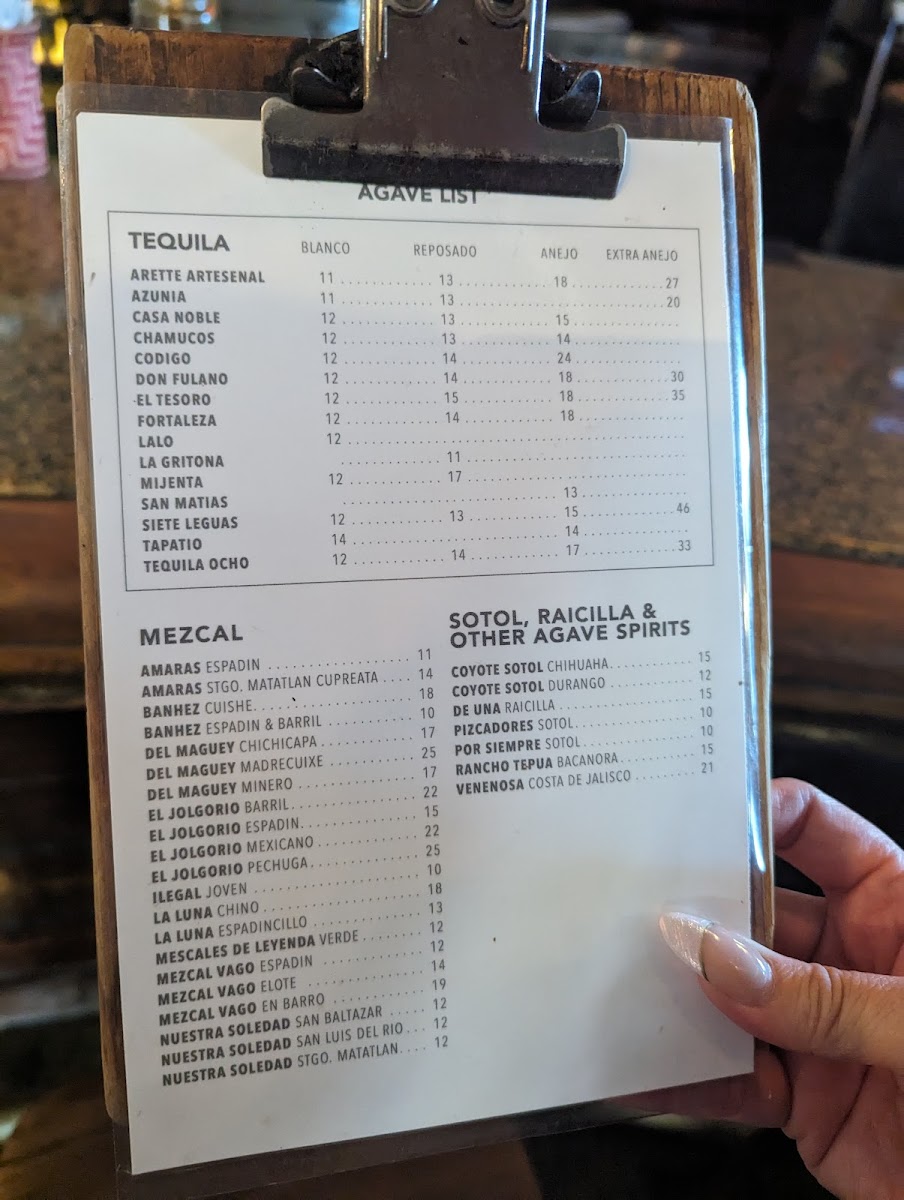 AGAVE LIST
TEQUILA BLANCO REPOSADO ANEJO EXTRA ANEJO
ARETTE ARTESENAL 11 ............ 13 ............ 18 ............ 27
AZUNIA 11 ............ 13 .............................. 20
CASA NOBLE 12 ............ 13 ............ 15 ..............
CHAMUCOS 12 ............ 13 ............ 14 ..............
CODIGO 12 ............ 14 ............ 24 ..............
DON FULANO 12 ............ 14 ............ 18 ............ 30
EL TESORO 12 ............ 15 ............ 18 ............ 35
FORTALEZA 12 ............ 14 ............ 18 ..............
LALO 12 ..............................................
LA GRITONA ............ 11 ..............................
MIJENTA 12 ............ 17 ..............................
SAN MATIAS .............................. 13 ..............
SIETE LEGUAS 12 ............ 13 ............ 15 ............ 46
TAPATIO 14 .............................. 14 ..............
TEQUILA OCHO 12 ............ 14 ............ 17 ............ 33
MEZCAL
AMARAS ESPADIN .................. 11
AMARAS STGO. MATATLAN CUPREATA .... 14
BANHEZ CUISHE.................... 18
BANHEZ ESPADIN & BARRIL ............ 10
DEL MAGUEY CHICHICAPA ............ 17
DEL MAGUEY MADRECUIXE ............ 25
DEL MAGUEY MINERO ............... 17
EL JOLGORIO BARRIL................ 22
EL JOLGORIO ESPADIN............... 15
EL JOLGORIO MEXICANO ............. 22
EL JOLGORIO PECHUGA.............. 25
ILEGAL JOVEN .................... 10
LA LUNA CHINO .................. 18
LA LUNA ESPADINCILLO ............. 13
MESCALES DE LEYENDA VERDE ........ 12
MEZCAL VAGO ESPADIN ............. 12
MEZCAL VAGO ELOTE ............... 14
MEZCAL VAGO EN BARRO ............ 19
NUESTRA SOLEDAD SAN BALTAZAR ..... 12
NUESTRA SOLEDAD SAN LUIS DEL RIO ... 12
NUESTRA SOLEDAD STGO. MATATLAN.... 12
SOTOL, RAICILLA &
OTHER AGAVE SPIRITS
COYOTE SOTOL CHIHUAHA............ 15
COYOTE SOTOL DURANGO ............ 12
DE UNA RAICILLA .................. 15
PIZCADORES SOTOL................. 10
POR SIEMPRE SOTOL................ 10
RANCHO TEPUA BACANORA........... 15
VENENOSA COSTA DE JALISCO ......... 21